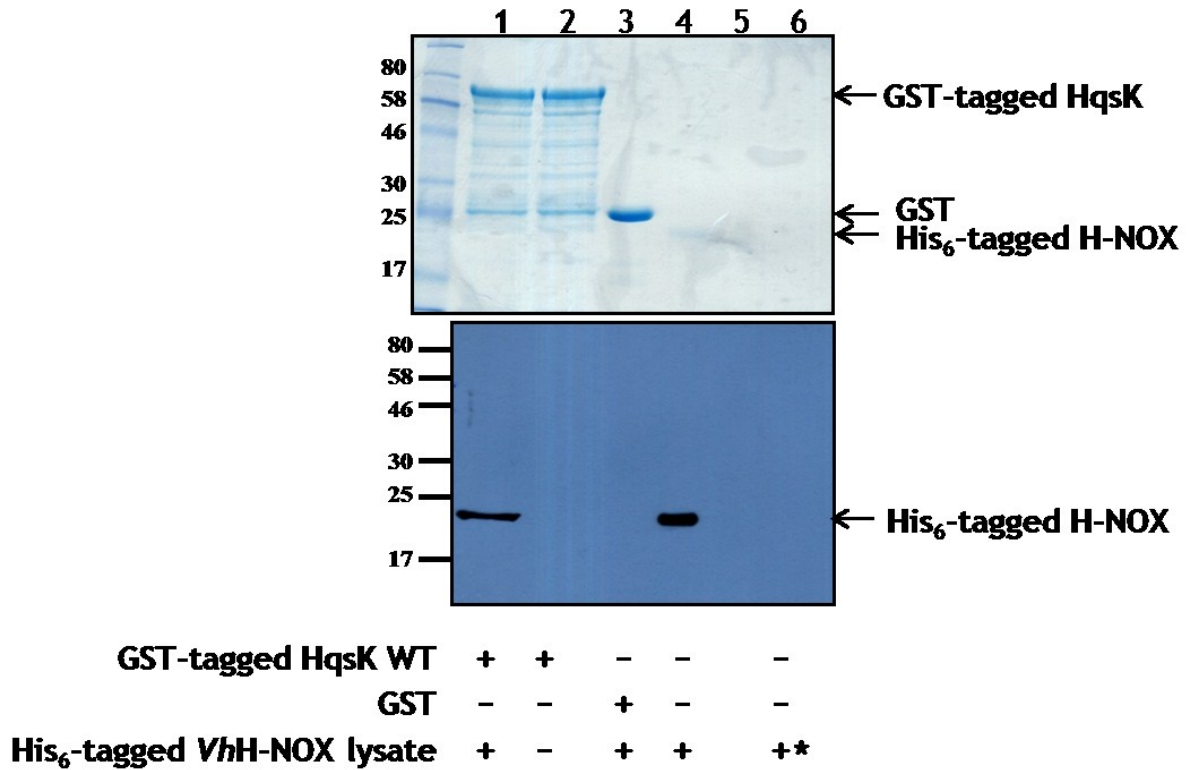 1 2 3 4 5 6
80
58
46
30
25
17
GST-tagged HqsK
GST
His6-tagged H-NOX
80
58
46
30
25
17
His6-tagged H-NOX
GST-tagged HqsK WT + + - - -
GST - - + - -
His6-tagged VhH-NOX lysate + - + + +*